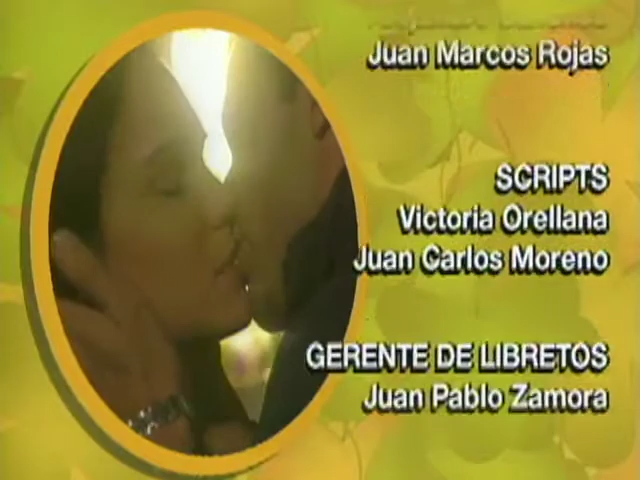 Juan Marcos Rojas
SCRIPTS
Victoria Orellana
Juan Carlos Moreno
GERENTE DE LIBRETOS
Juan Pablo Zamora